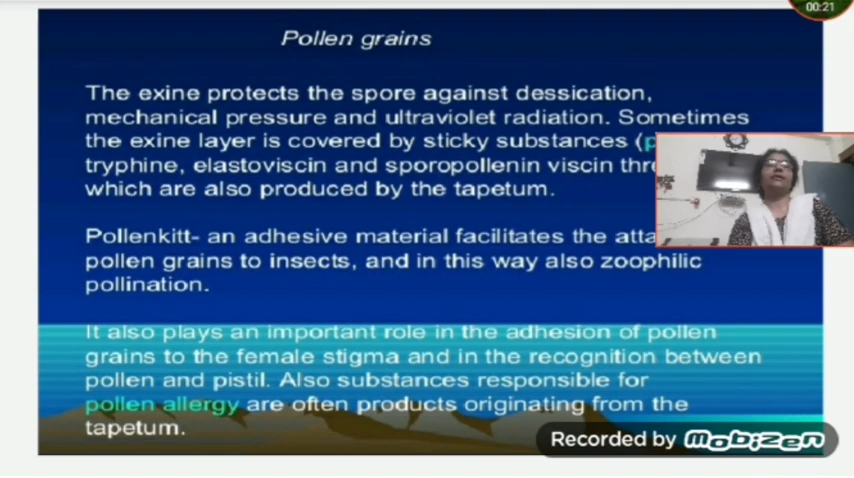 00:21
Pollen grains
The exine protects the spore against dessication,
mechanical pressure and ultraviolet radiation. Sometimes
the exine layer is covered by sticky substances (
tryphine, elastoviscin and sporopollenin viscin
which are also produced by the tapetum.
Pollenkitt- an adhesive material facilitates the
pollen grains to insects, and in this way also zoophilic
pollination.
It also plays an important role in the adhesion of pollen
grains to the female stigma and in the recognition between
pollen and pistil. Also substances responsible for
pollen allergy are often products originating from the
tapetum.
Recorded by mobizen